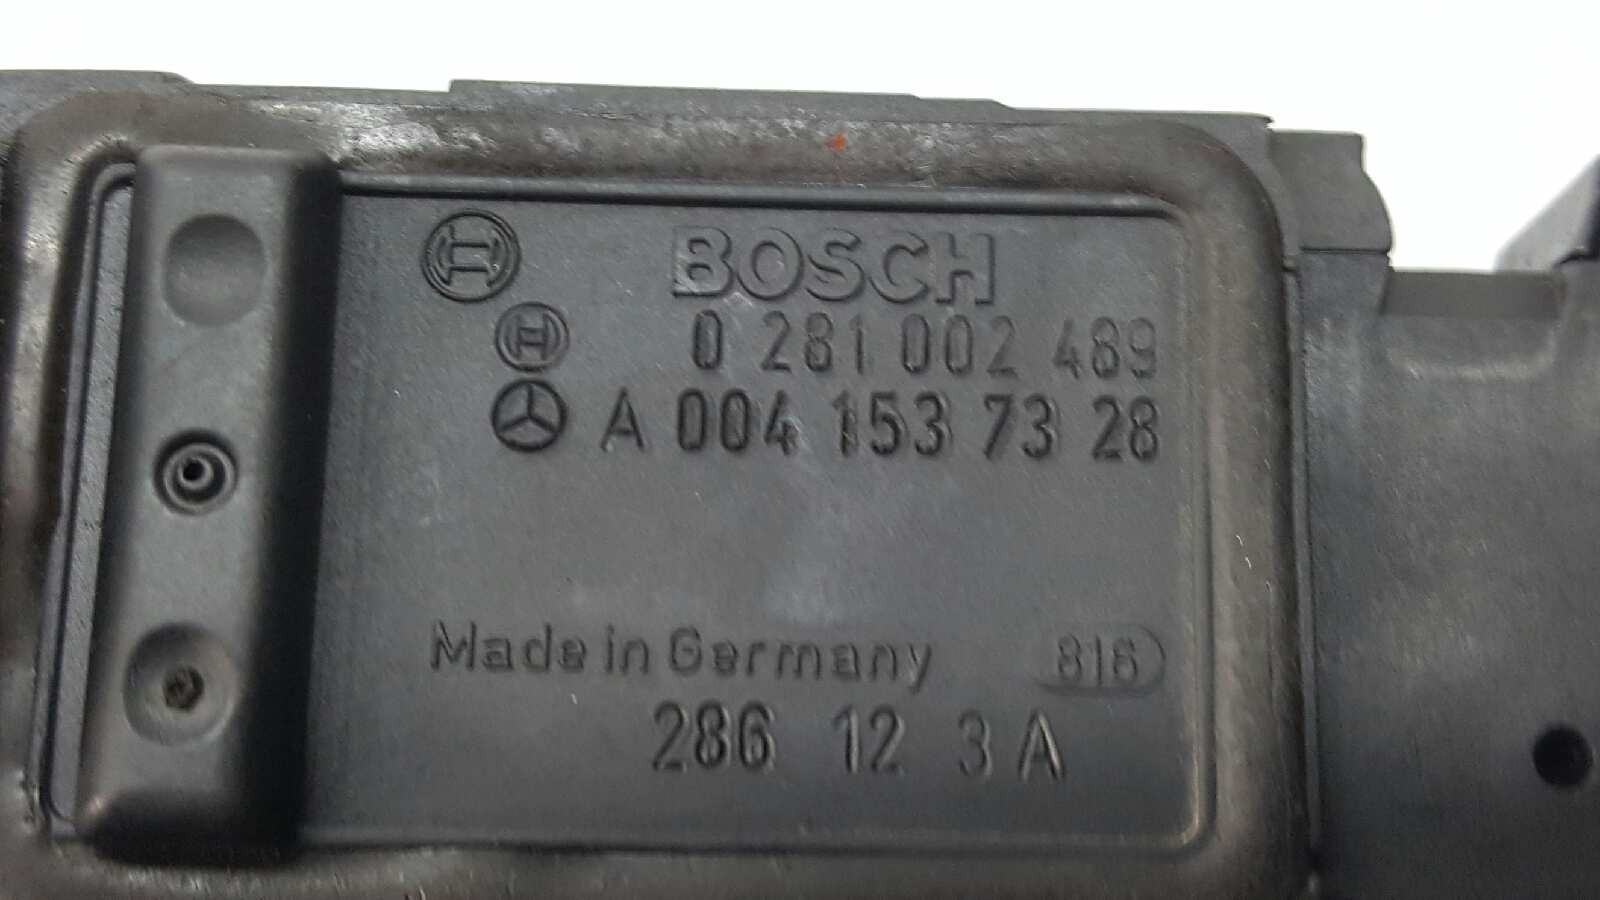 BOSCH
0 281 002 489
A 004 153 73 28
Made in Germany 816
286 12 3 A